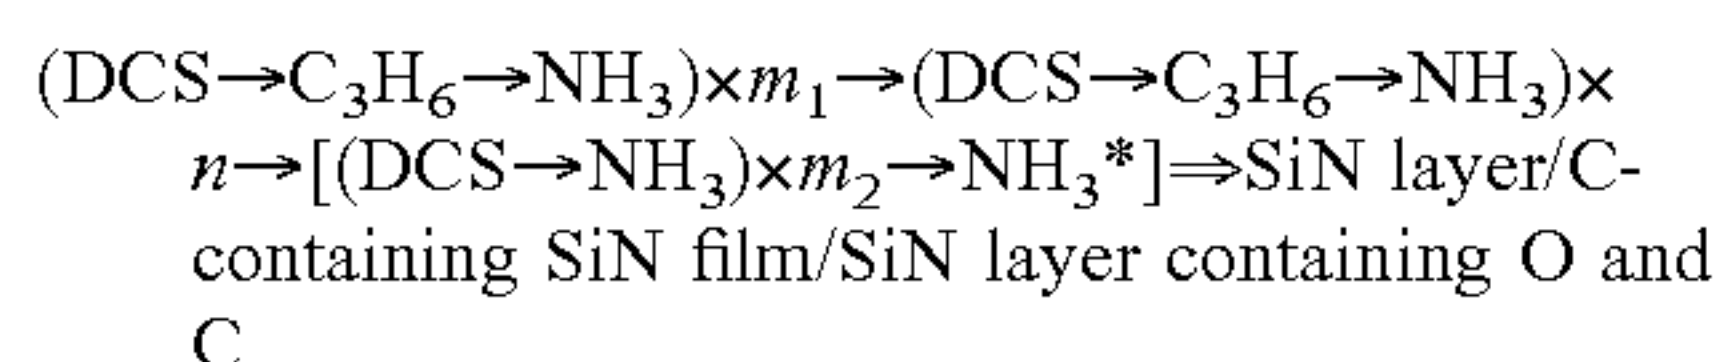 (DCS→C₃H₆→NH₃)×m₁→(DCS→C₃H₆→NH₃)×
n→[(DCS→NH₃)×m₂→NH₃*]⇒SiN layer/C-
containing SiN film/SiN layer containing O and
C